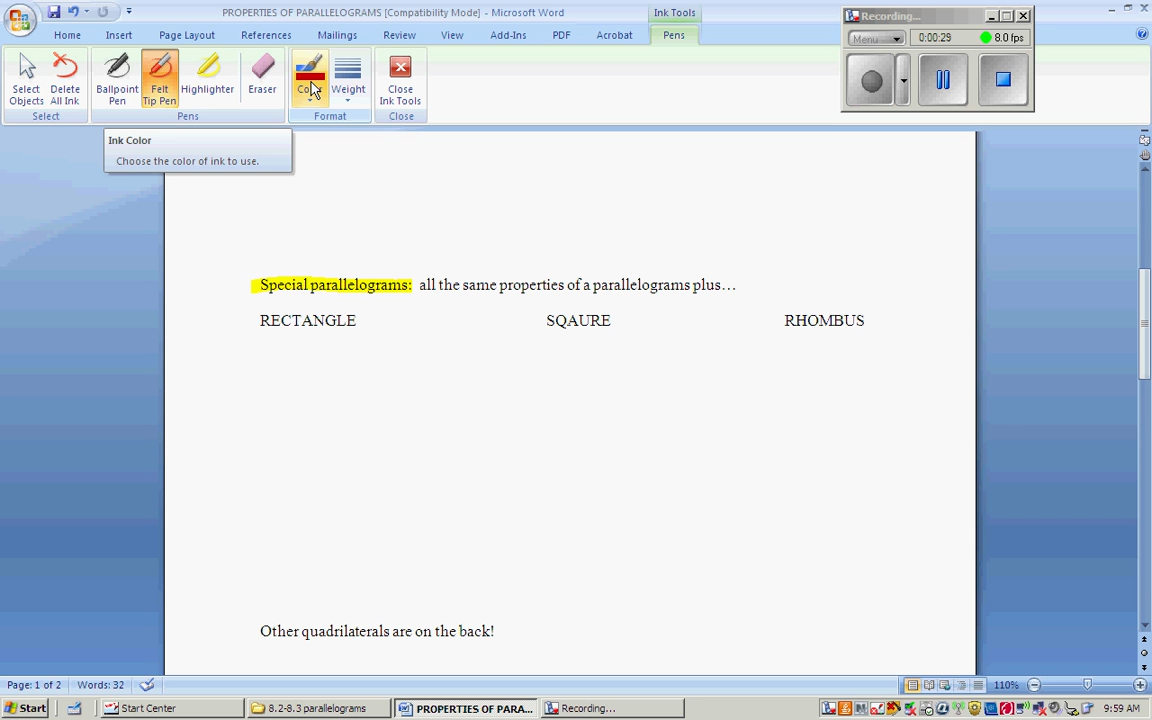 PROPERTIES OF PARALLELOGRAMS [Compatibility Mode] - Microsoft Word
Ink Tools
Recording...
Home Insert Page Layout References Mailings Review View Add-Ins PDF Acrobat Pens
Menu 0:00:29 8.0 fps
Select Objects
Delete All Ink
Ballpoint Pen
Felt Tip Pen
Highlighter
Eraser
Weight
Close Ink Tools
Select Pens Format Close
Ink Color
Choose the color of ink to use.
Special parallelograms: all the same properties of a parallelograms plus…
RECTANGLE SQAURE RHOMBUS
Other quadrilaterals are on the back!
Page: 1 of 2 Words: 32 110%
Start Start Center 8.2-8.3 parallelograms PROPERTIES OF PARA... Recording... 9:59 AM